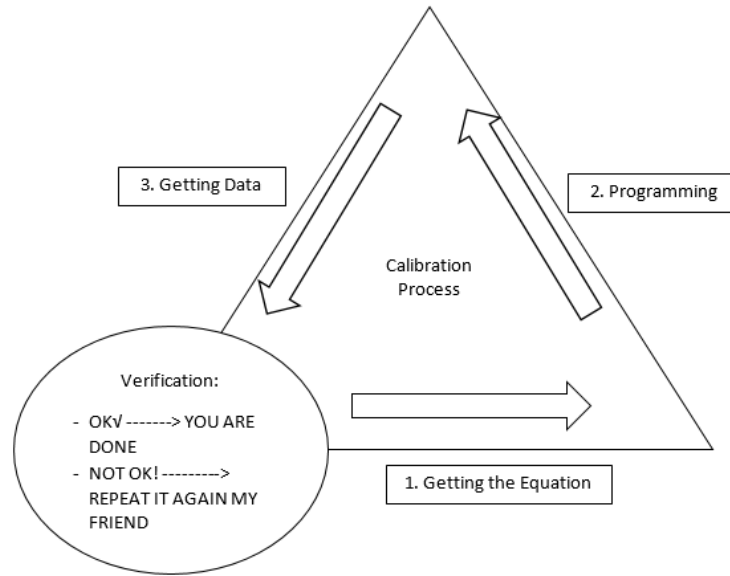 3. Getting Data
2. Programming
Calibration
Process
Verification:
- OK√ -------> YOU ARE
DONE
- NOT OK! --------->
REPEAT IT AGAIN MY
FRIEND
1. Getting the Equation